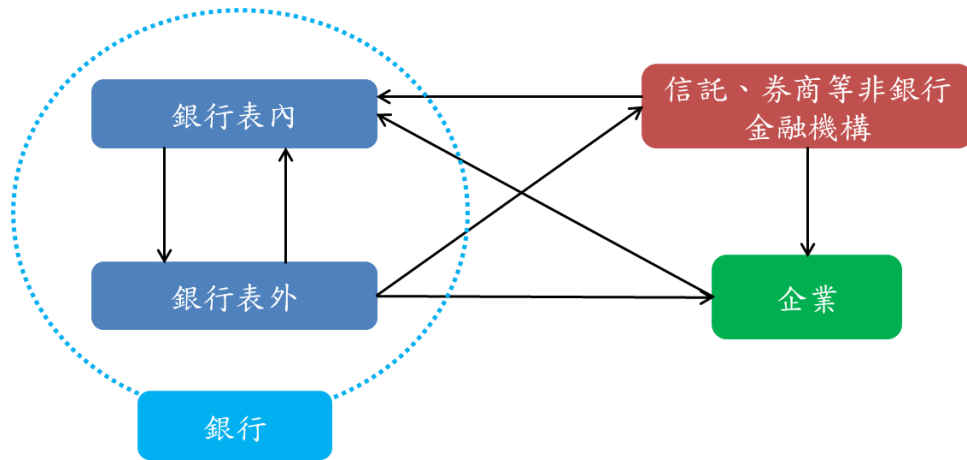 銀行表內
信託、券商等非銀行
金融機構
銀行表外
企業
銀行